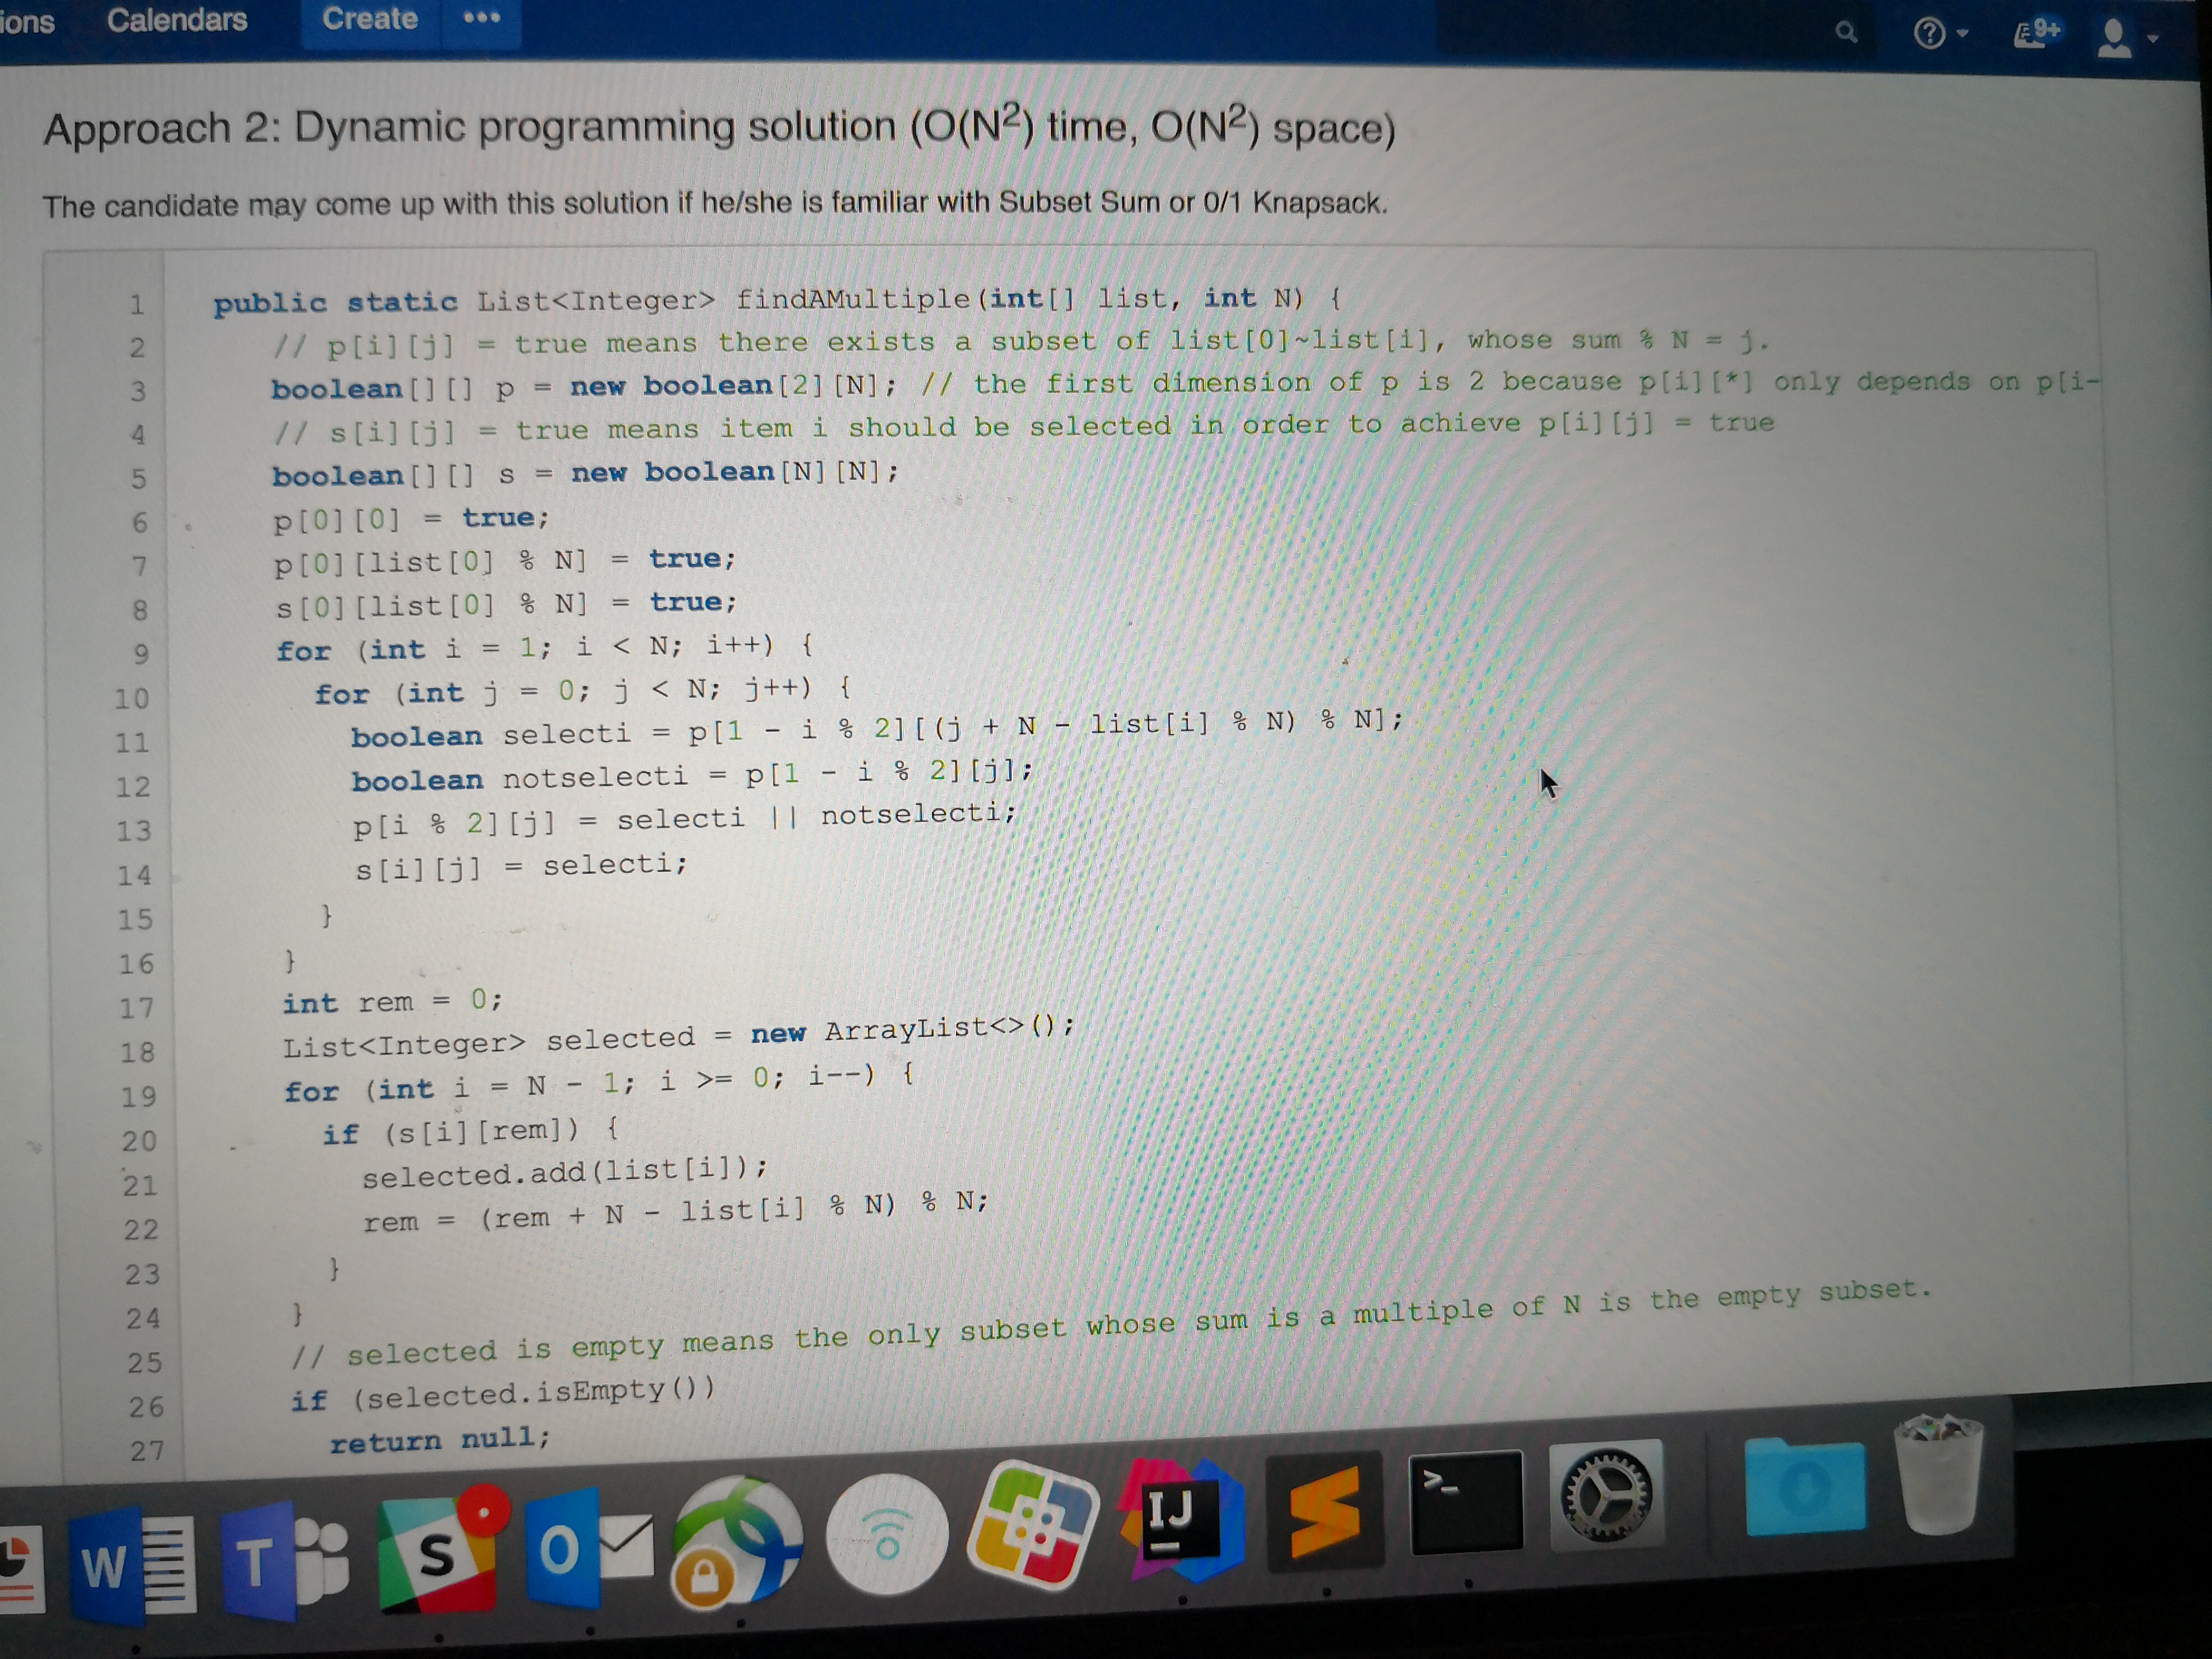 ions Calendars Create •••
9+
Approach 2: Dynamic programming solution (O(N²) time, O(N²) space)
The candidate may come up with this solution if he/she is familiar with Subset Sum or 0/1 Knapsack.
1 public static List<Integer> findAMultiple(int[] list, int N) {
2 // p[i][j] = true means there exists a subset of list[0]~list[i], whose sum % N = j.
3 boolean[][] p = new boolean[2][N]; // the first dimension of p is 2 because p[i][*] only depends on p[i-
4 // s[i][j] = true means item i should be selected in order to achieve p[i][j] = true
5 boolean[][] s = new boolean[N][N];
6 p[0][0] = true;
7 p[0][list[0] % N] = true;
8 s[0][list[0] % N] = true;
9 for (int i = 1; i < N; i++) {
10 for (int j = 0; j < N; j++) {
11 boolean selecti = p[1 - i % 2][(j + N - list[i] % N) % N];
12 boolean notselecti = p[1 - i % 2][j];
13 p[i % 2][j] = selecti || notselecti;
14 s[i][j] = selecti;
15 }
16 }
17 int rem = 0;
18 List<Integer> selected = new ArrayList<>();
19 for (int i = N - 1; i >= 0; i--) {
20 if (s[i][rem]) {
21 selected.add(list[i]);
22 rem = (rem + N - list[i] % N) % N;
23 }
24 }
25 // selected is empty means the only subset whose sum is a multiple of N is the empty subset.
26 if (selected.isEmpty())
27 return null;
W T S O IJ >_